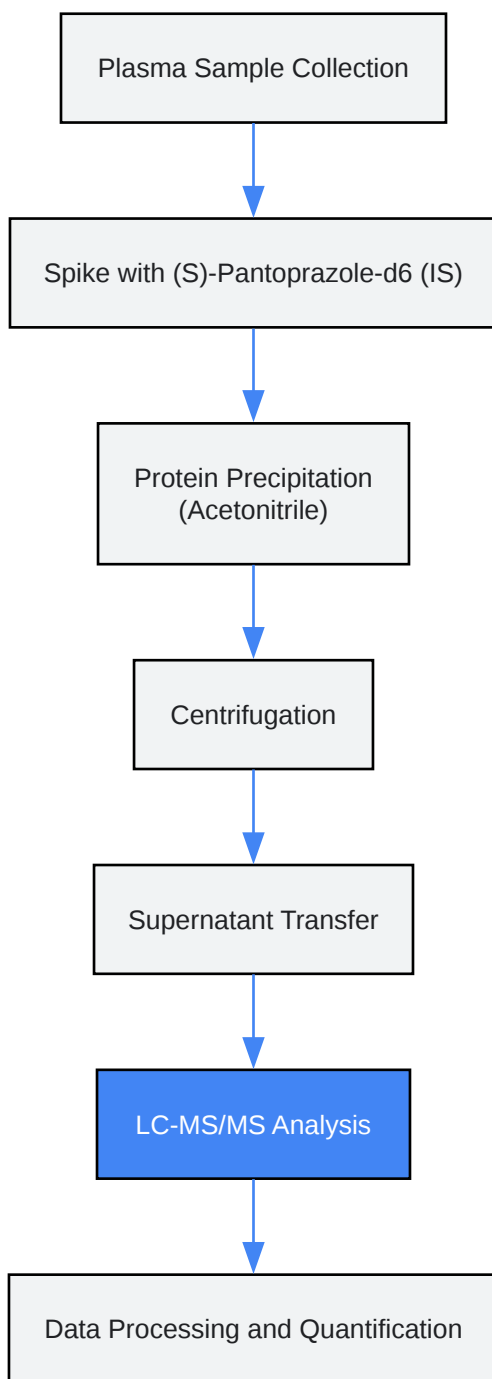 Plasma Sample Collection
Spike with (S)-Pantoprazole-d6 (IS)
Protein Precipitation
(Acetonitrile)
Centrifugation
Supernatant Transfer
LC-MS/MS Analysis
Data Processing and Quantification